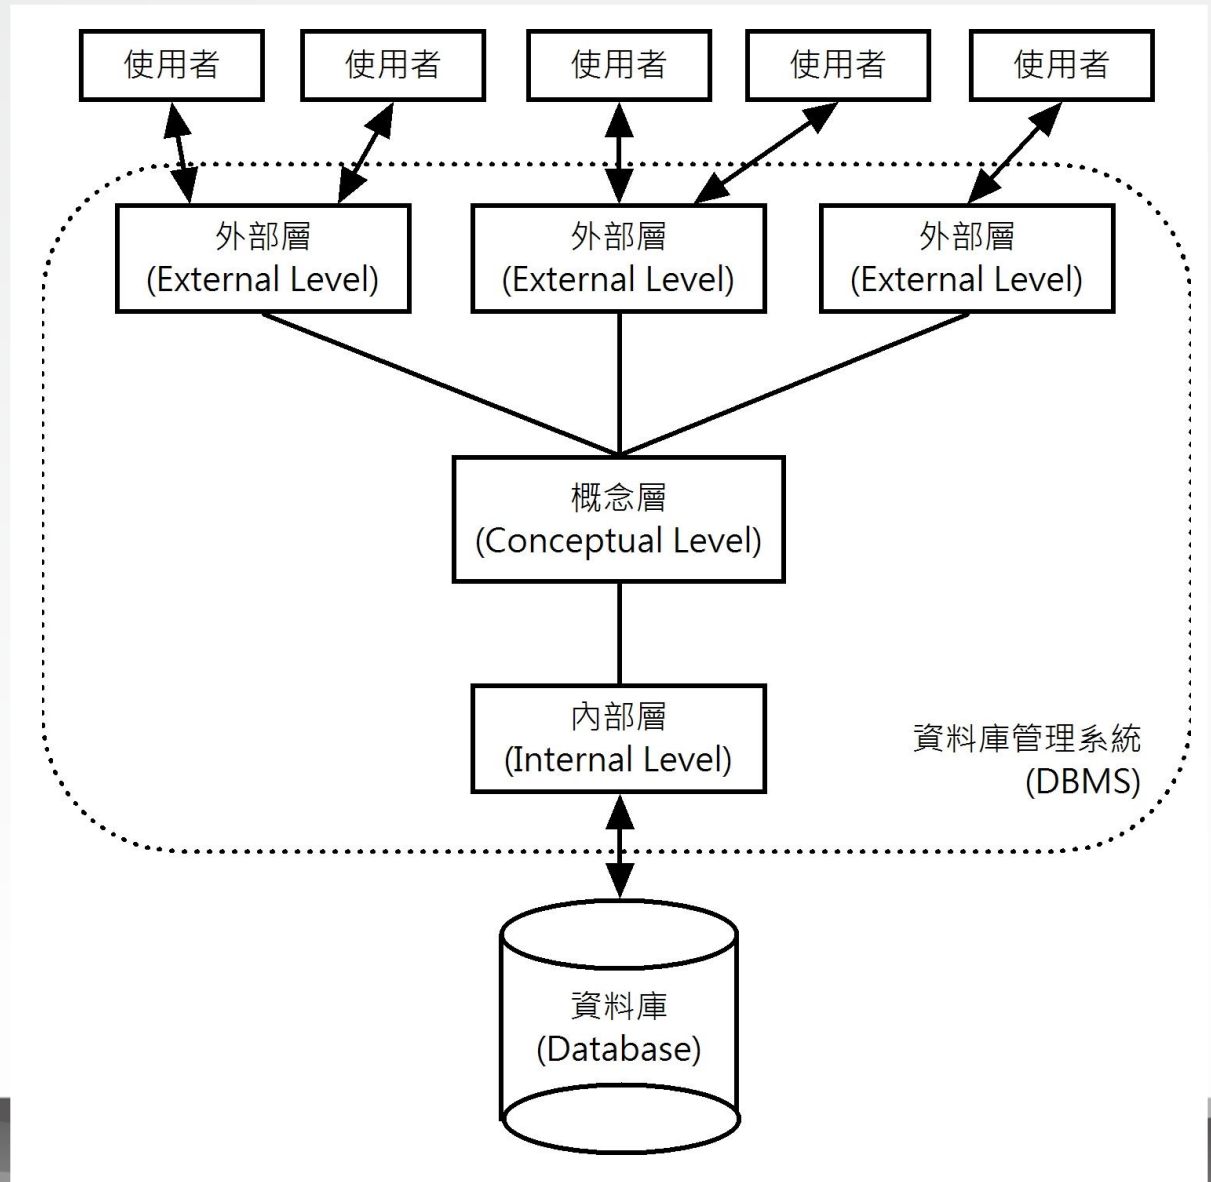 使用者
使用者
使用者
使用者
使用者
外部層
(External Level)
外部層
(External Level)
外部層
(External Level)
概念層
(Conceptual Level)
內部層
(Internal Level)
資料庫管理系統
(DBMS)
資料庫
(Database)